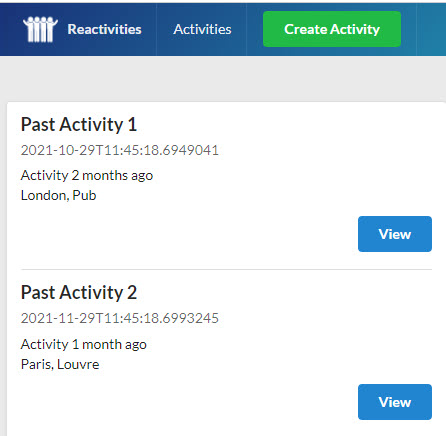 Reactivities
Activities
Create Activity
Past Activity 1
2021-10-29T11:45:18.6949041
Activity 2 months ago
London, Pub
View
Past Activity 2
2021-11-29T11:45:18.6993245
Activity 1 month ago
Paris, Louvre
View